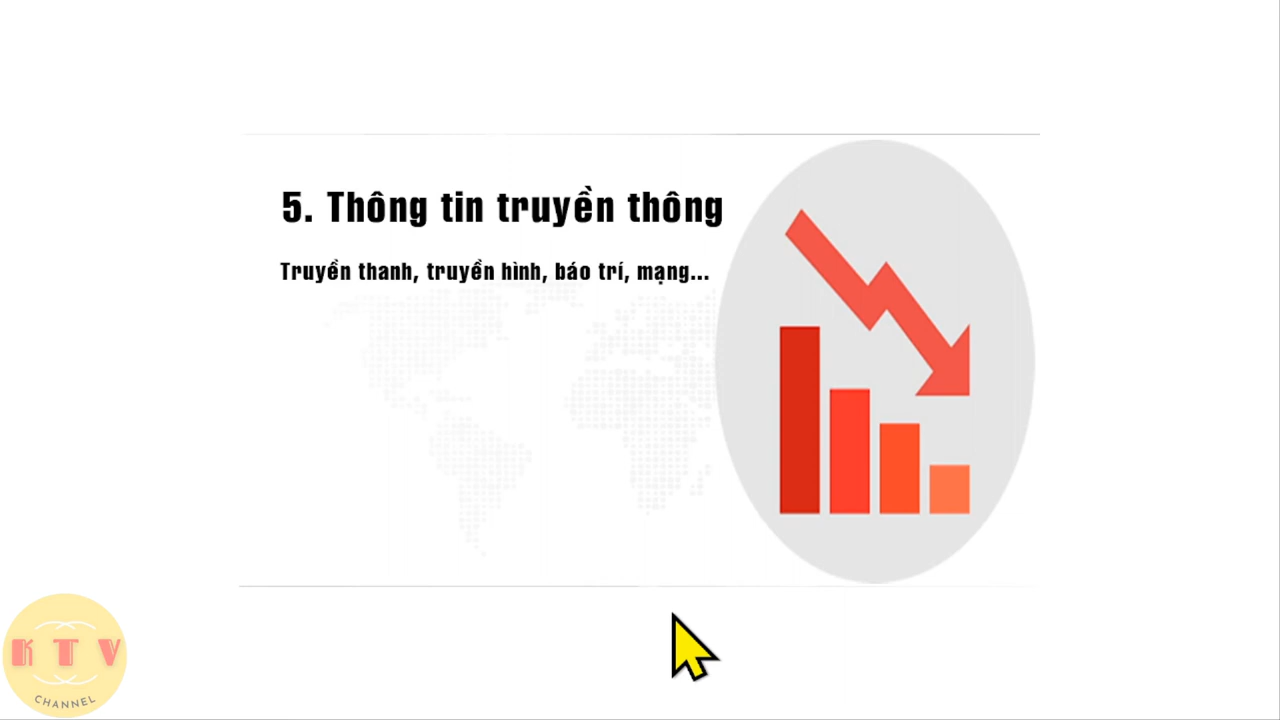 5. Thông tin truyền thông
Truyền thanh, truyền hình, báo trí, mạng...
KTV
CHANNEL